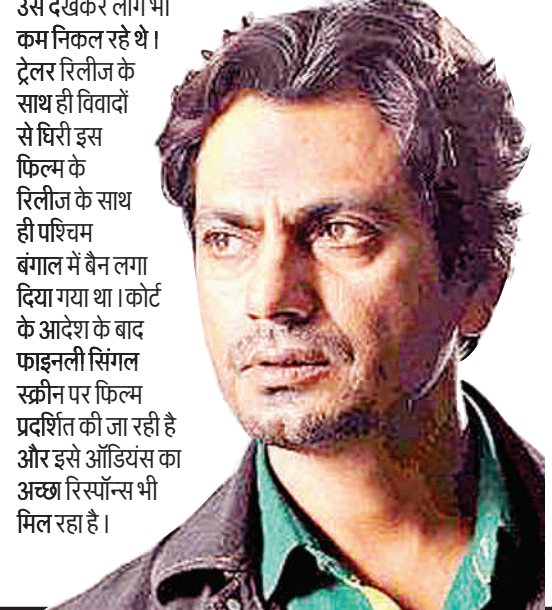 उसे देखकर लोग भी
कम निकल रहे थे।
ट्रेलर रिलीज के
साथ ही विवादों
से घिरी इस
फिल्म के
रिलीज के साथ
ही पश्चिम
बंगाल में बैन लगा
दिया गया था। कोर्ट
के आदेश के बाद
फाइनली सिंगल
स्क्रीन पर फिल्म
प्रदर्शित की जा रही है
और इसे ऑडियंस का
अच्छा रिस्पॉन्स भी
मिल रहा है।